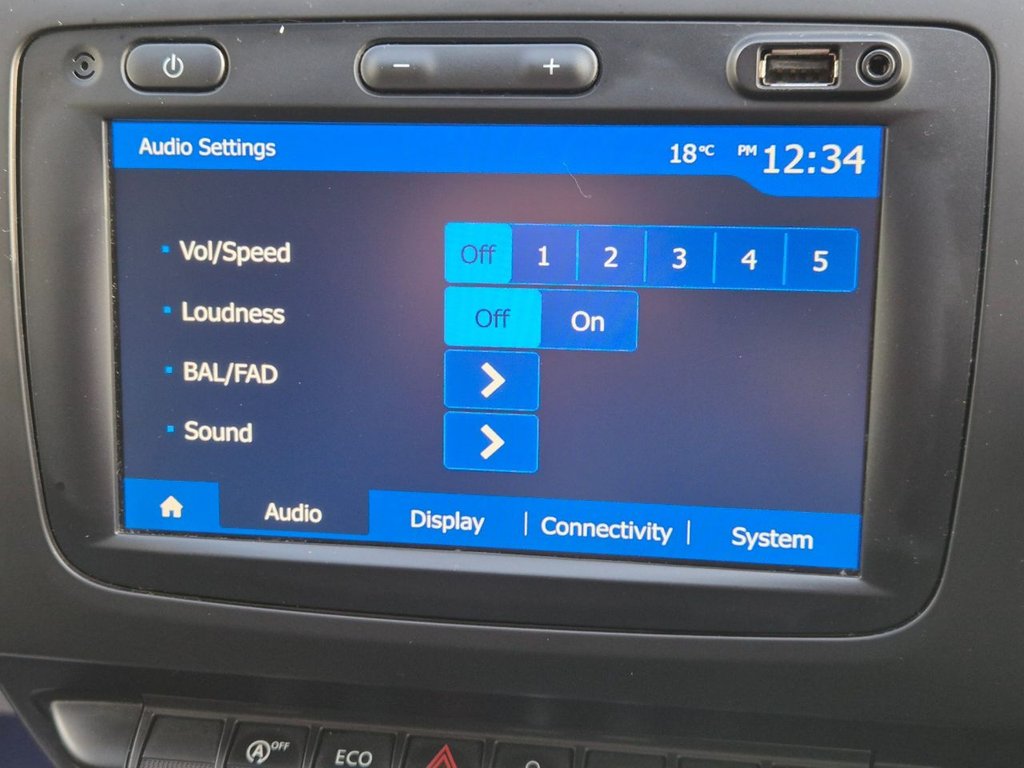 − +
Audio Settings 18°C PM 12:34
Vol/Speed Off 1 2 3 4 5
Loudness Off On
BAL/FAD
Sound
Audio Display | Connectivity | System
A OFF ECO